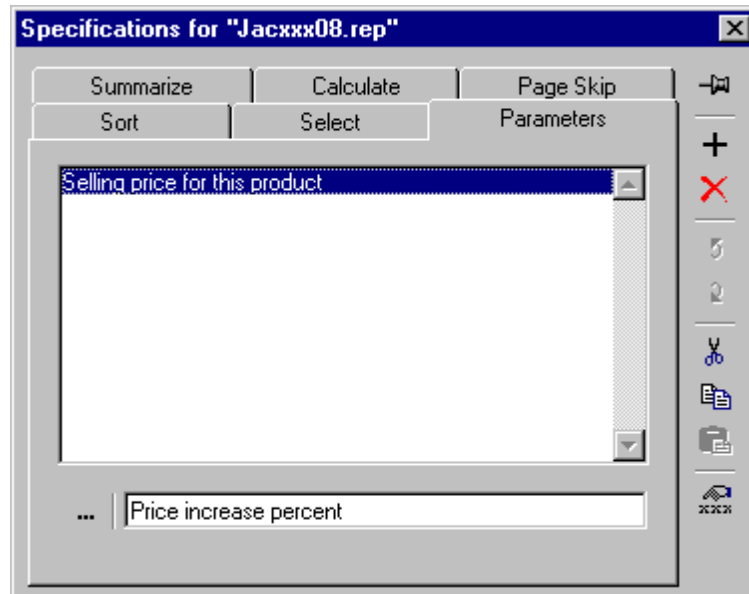 Specifications for "Jacxxx08.rep"
Summarize Calculate Page Skip
Sort Select Parameters
Selling price for this product
... Price increase percent
xxx